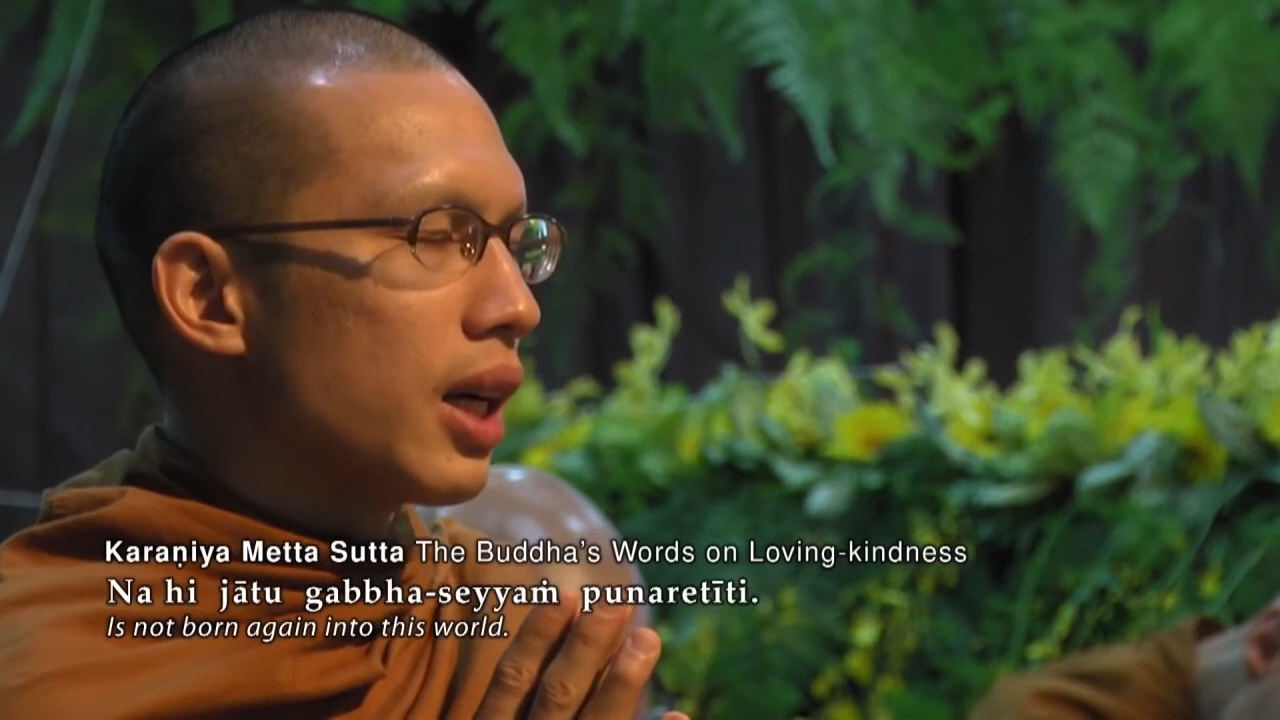 Karaṇiya Metta Sutta The Buddha's Words on Loving-kindness
Na hi jātu gabbha-seyyaṁ punaretīti.
Is not born again into this world.